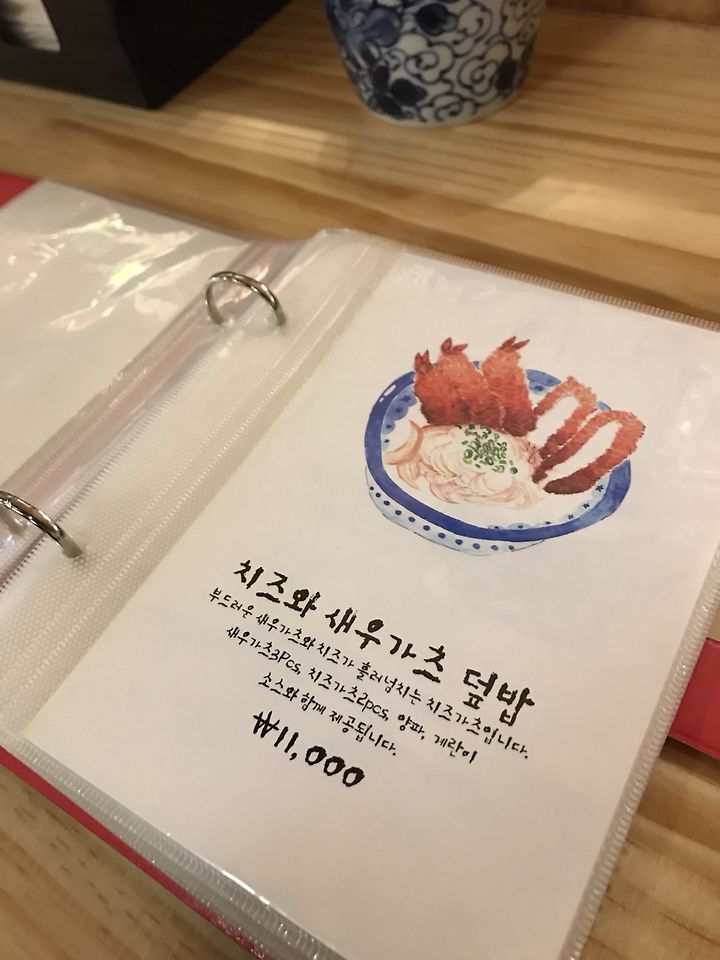 치즈와 새우가츠 덮밥
부드러운 새우가츠와 치즈가 흘러넘치는 치즈가츠입니다.
새우가츠3Pcs, 치즈가츠2pcs, 양파, 계란이
소스와 함께 제공됩니다.
₩11,000